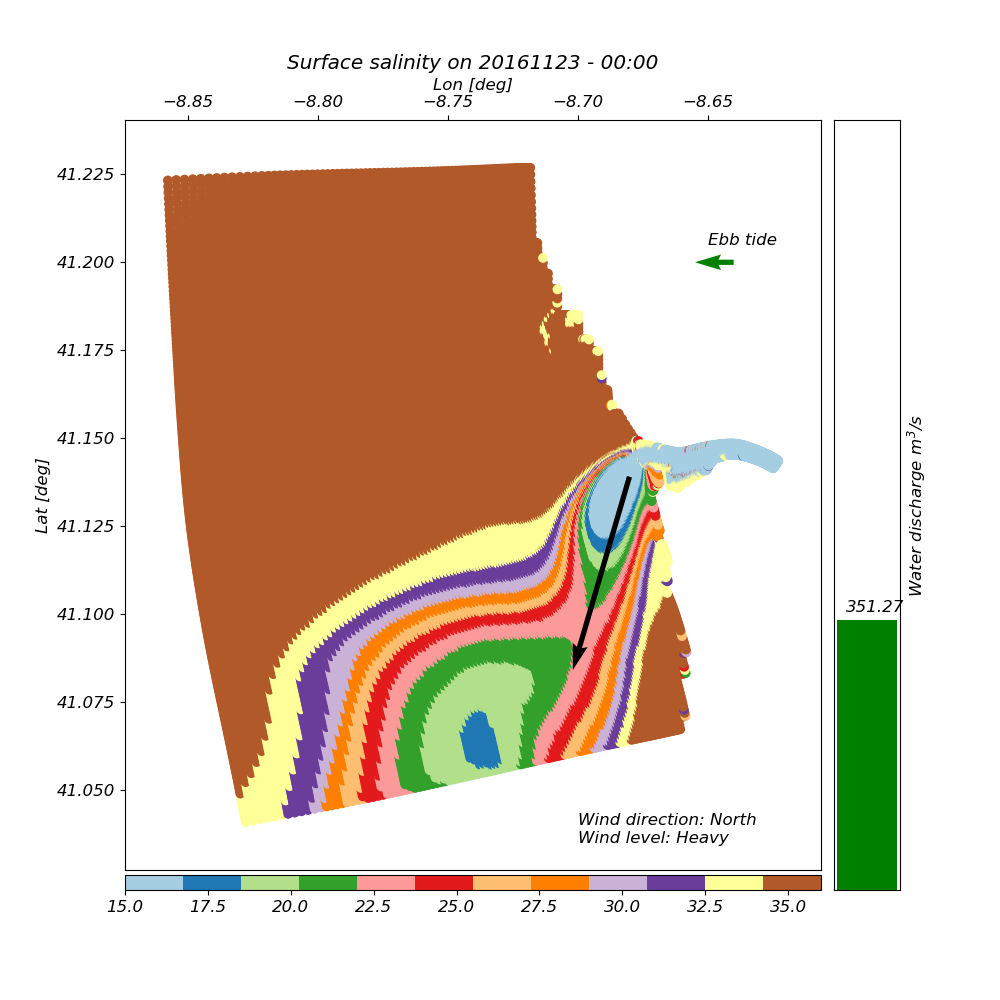 Surface salinity on 20161123 - 00:00
Lon [deg]
−8.85 −8.80 −8.75 −8.70 −8.65
41.225
41.200
41.175
41.150
41.125
41.100
41.075
41.050
Lat [deg]
Ebb tide
Wind direction: North
Wind level: Heavy
351.27
Water discharge m³/s
15.0 17.5 20.0 22.5 25.0 27.5 30.0 32.5 35.0